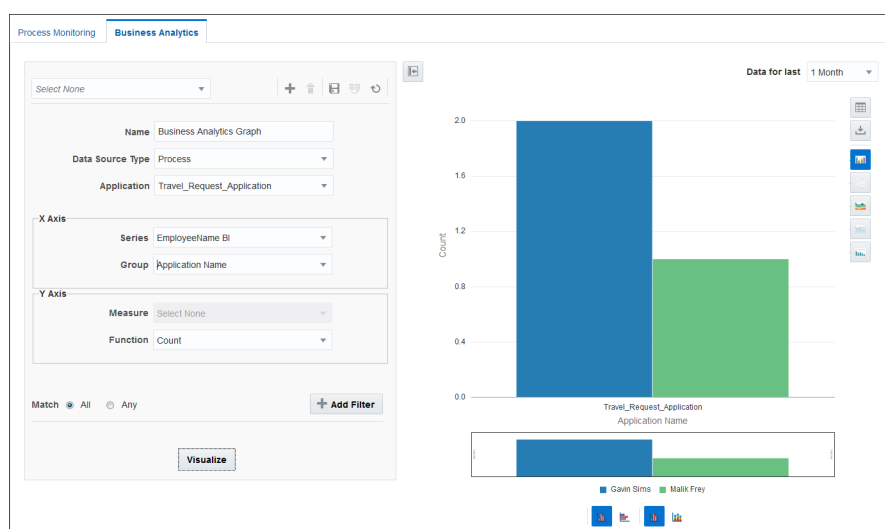 Process Monitoring Business Analytics
Select None
Name Business Analytics Graph
Data Source Type Process
Application Travel_Request_Application
X Axis
Series EmployeeName BI
Group Application Name
Y Axis
Measure Select None
Function Count
Match All Any Add Filter
Visualize
Data for last 1 Month
2.0
1.6
1.2
0.8
0.4
0.0
Count
Travel_Request_Application
Application Name
Gavin Sims Malik Frey